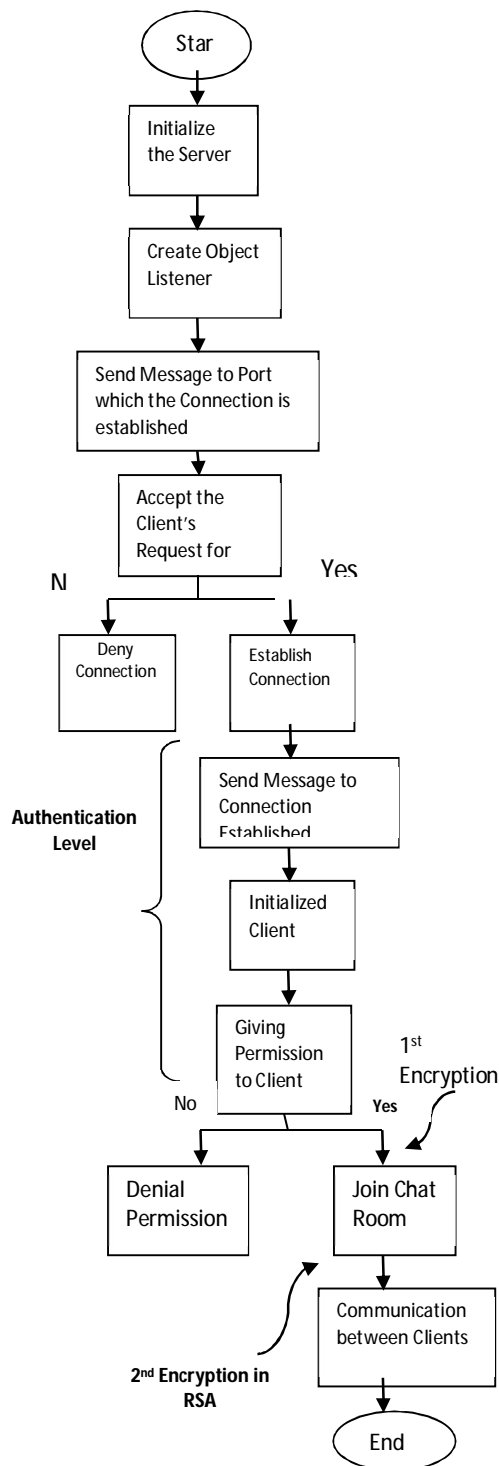 Star
Initialize
the Server
Create Object
Listener
Send Message to Port
which the Connection is
established
Accept the
Client's
Request for
N
Yes
Deny
Connection
Establish
Connection
Authentication
Level
Send Message to
Connection
Established
Initialized
Client
Giving
Permission
to Client
1st
Encryption
No
Yes
Denial
Permission
Join Chat
Room
Communication
between Clients
2nd Encryption in
RSA
End